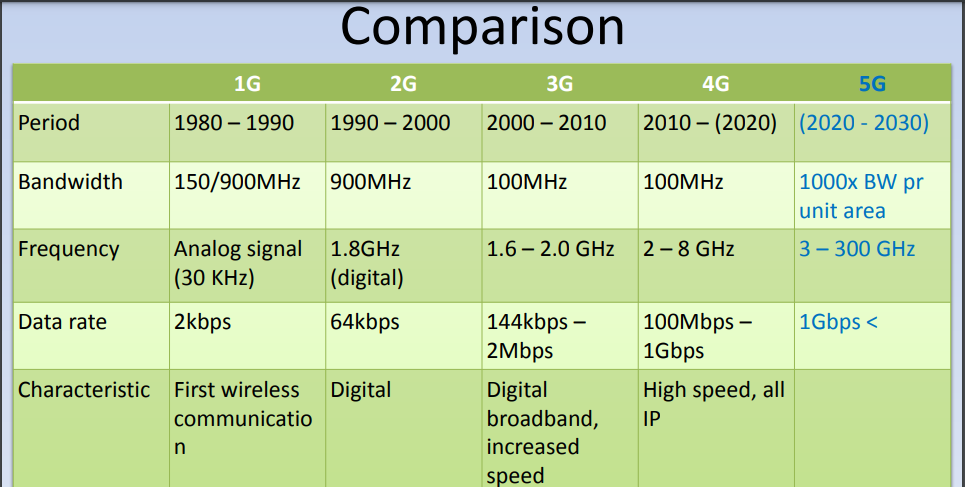 Comparison
1G 2G 3G 4G 5G
Period 1980 – 1990 1990 – 2000 2000 – 2010 2010 – (2020) (2020 - 2030)
Bandwidth 150/900MHz 900MHz 100MHz 100MHz 1000x BW pr
unit area
Frequency Analog signal 1.8GHz 1.6 – 2.0 GHz 2 – 8 GHz 3 – 300 GHz
(30 KHz) (digital)
Data rate 2kbps 64kbps 144kbps – 100Mbps – 1Gbps <
2Mbps 1Gbps
Characteristic First wireless Digital Digital High speed, all
communicatio broadband, IP
n increased
speed